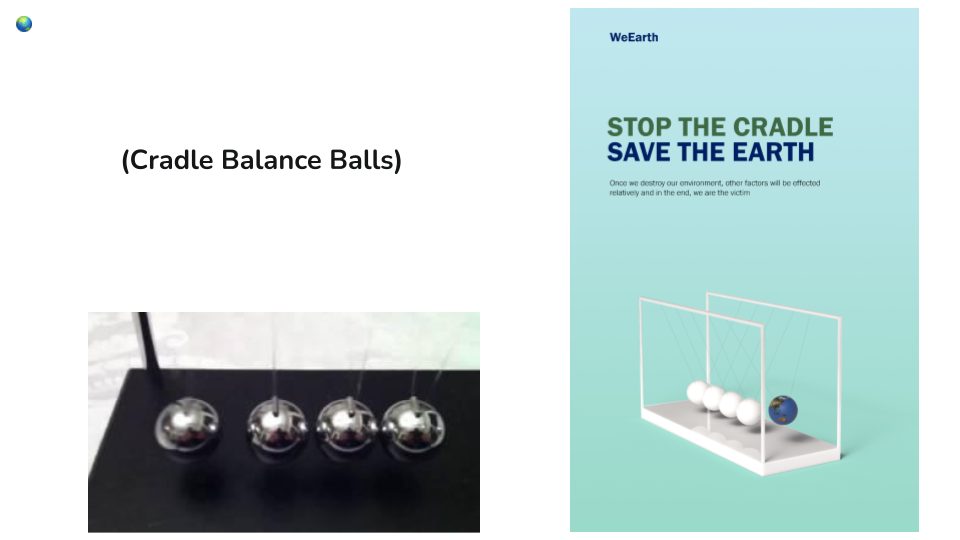 (Cradle Balance Balls)
WeEarth
STOP THE CRADLE
SAVE THE EARTH
Once we destroy our environment, other factors will be effected
relatively and in the end, we are the victim